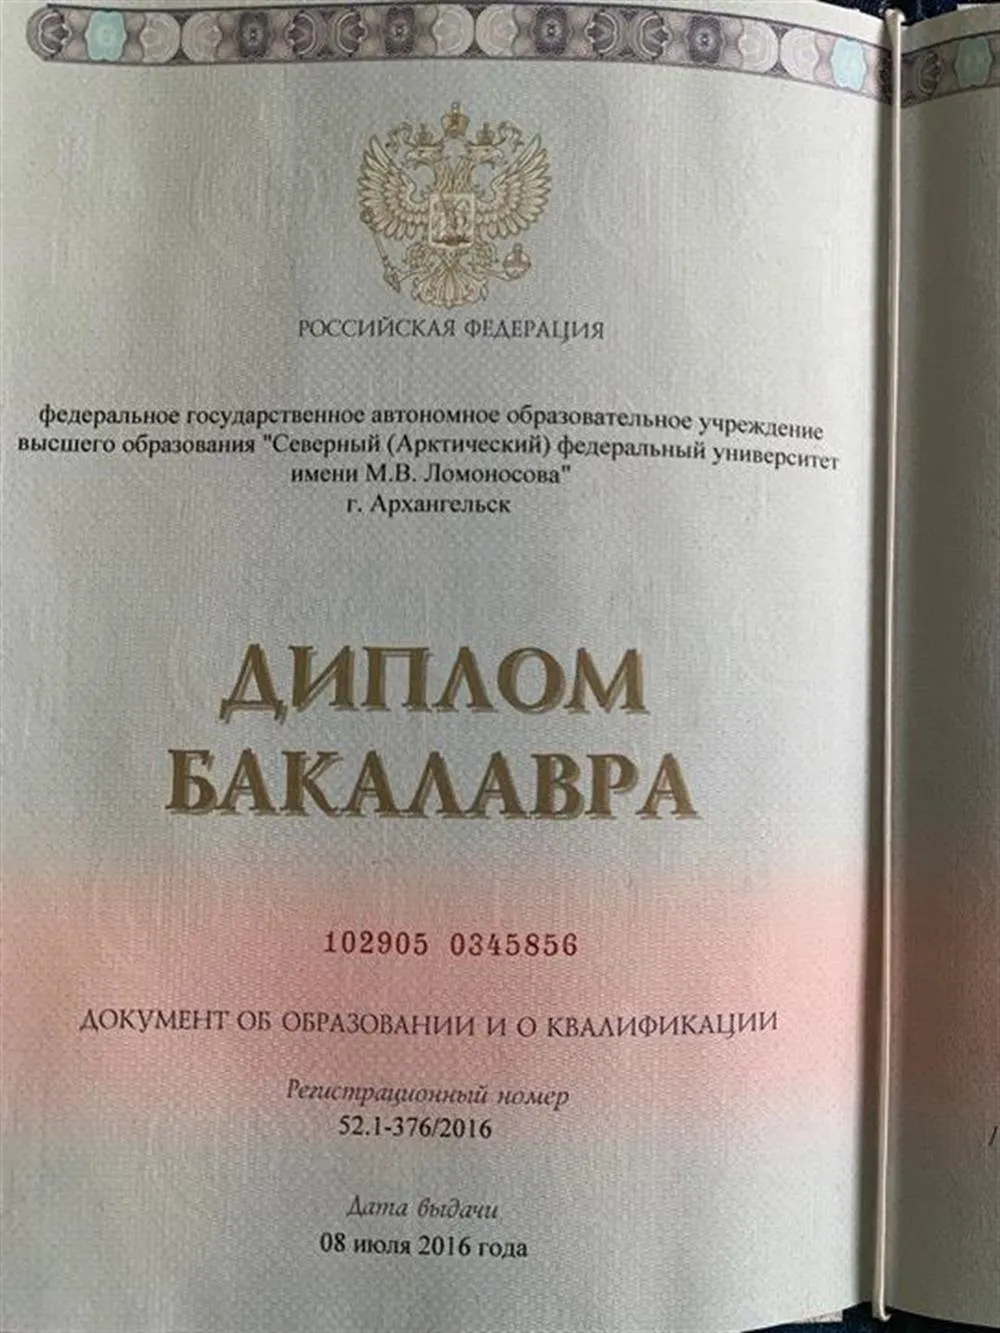 РОССИЙСКАЯ ФЕДЕРАЦИЯ
федеральное государственное автономное образовательное учреждение
высшего образования "Северный (Арктический) федеральный университет
имени М.В. Ломоносова"
г. Архангельск
ДИПЛОМ
БАКАЛАВРА
102905 0345856
ДОКУМЕНТ ОБ ОБРАЗОВАНИИ И О КВАЛИФИКАЦИИ
Регистрационный номер
52.1-376/2016
Дата выдачи
08 июля 2016 года